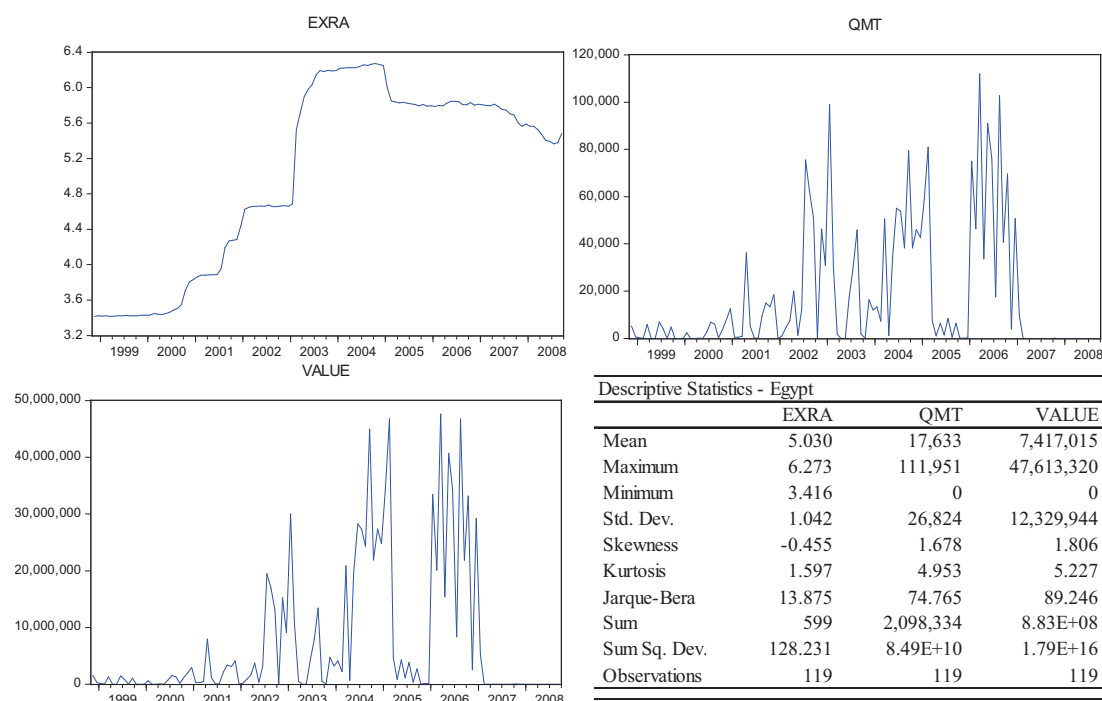 EXRA
6.4
6.0
5.6
5.2
4.8
4.4
4.0
3.6
3.2
1999 2000 2001 2002 2003 2004 2005 2006 2007 2008
QMT
120,000
100,000
80,000
60,000
40,000
20,000
0
1999 2000 2001 2002 2003 2004 2005 2006 2007 2008
VALUE
50,000,000
40,000,000
30,000,000
20,000,000
10,000,000
0
1999 2000 2001 2002 2003 2004 2005 2006 2007 2008
Descriptive Statistics - Egypt
EXRA QMT VALUE
Mean 5.030 17,633 7,417,015
Maximum 6.273 111,951 47,613,320
Minimum 3.416 0 0
Std. Dev. 1.042 26,824 12,329,944
Skewness -0.455 1.678 1.806
Kurtosis 1.597 4.953 5.227
Jarque-Bera 13.875 74.765 89.246
Sum 599 2,098,334 8.83E+08
Sum Sq. Dev. 128.231 8.49E+10 1.79E+16
Observations 119 119 119